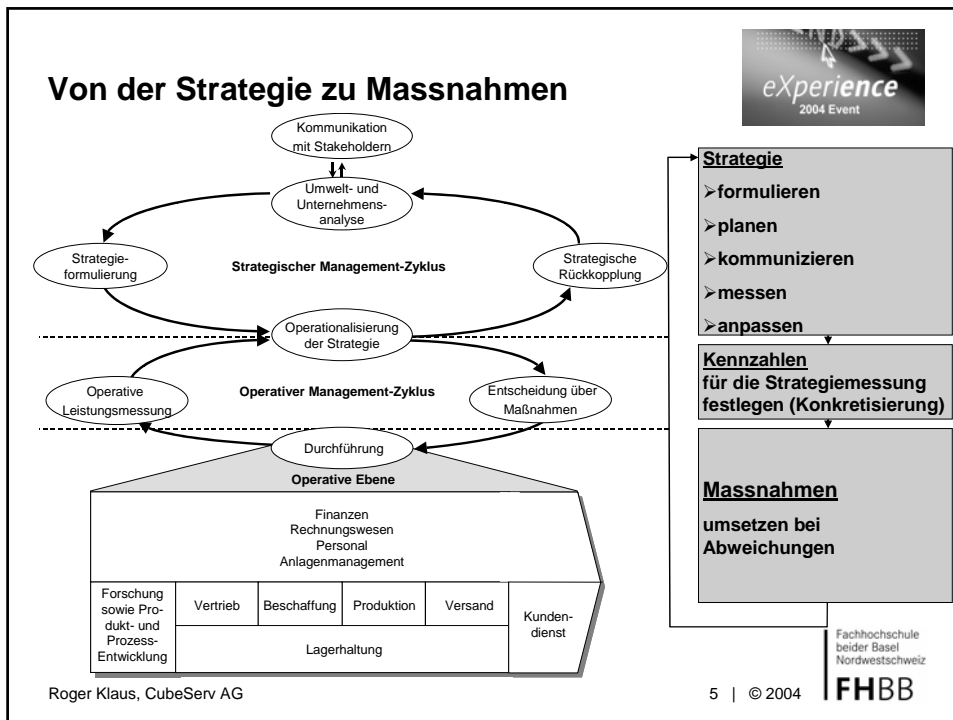 Von der Strategie zu Massnahmen
eXperience
2004 Event
Kommunikation
mit Stakeholdern
Umwelt- und
Unternehmens-
analyse
Strategie-
formulierung
Strategischer Management-Zyklus
Strategische
Rückkopplung
Operationalisierung
der Strategie
Operative
Leistungsmessung
Operativer Management-Zyklus
Entscheidung über
Maßnahmen
Durchführung
Operative Ebene
Finanzen
Rechnungswesen
Personal
Anlagenmanagement
Forschung
sowie Pro-
dukt- und
Prozess-
Entwicklung
Vertrieb
Beschaffung
Produktion
Versand
Lagerhaltung
Kunden-
dienst
Strategie
➢formulieren
➢planen
➢kommunizieren
➢messen
➢anpassen
Kennzahlen
für die Strategiemessung
festlegen (Konkretisierung)
Massnahmen
umsetzen bei
Abweichungen
Roger Klaus, CubeServ AG
5 | © 2004
Fachhochschule
beider Basel
Nordwestschweiz
FHBB